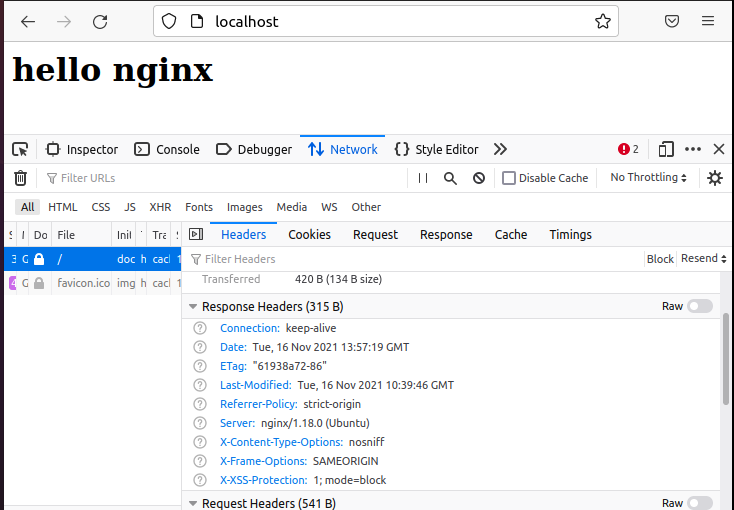 localhost
hello nginx
Inspector Console Debugger Network Style Editor 2
Filter URLs Disable Cache No Throttling
All HTML CSS JS XHR Fonts Images Media WS Other
Do File Init Tra Headers Cookies Request Response Cache Timings
3 G / doc h cach 1 Filter Headers Block Resend
Transferred 420 B (134 B size)
4 G favicon.ico img h cach 1
Response Headers (315 B) Raw
Connection: keep-alive
Date: Tue, 16 Nov 2021 13:57:19 GMT
ETag: "61938a72-86"
Last-Modified: Tue, 16 Nov 2021 10:39:46 GMT
Referrer-Policy: strict-origin
Server: nginx/1.18.0 (Ubuntu)
X-Content-Type-Options: nosniff
X-Frame-Options: SAMEORIGIN
X-XSS-Protection: 1; mode=block
Request Headers (541 B) Raw